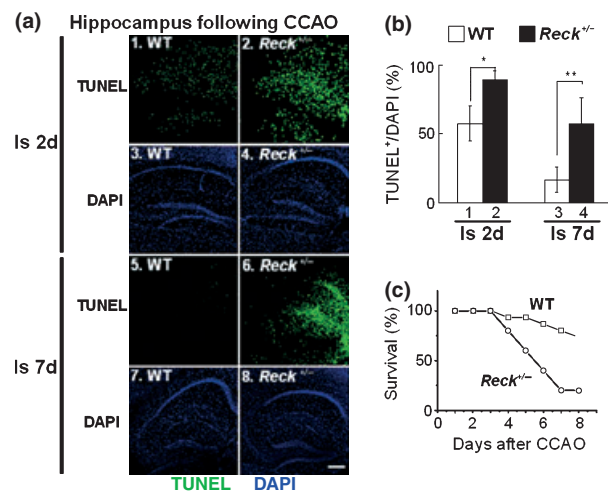 (a) Hippocampus following CCAO
Is 2d
TUNEL
1. WT
2. Reck+/−
DAPI
3. WT
4. Reck+/−
Is 7d
TUNEL
5. WT
6. Reck+/−
DAPI
7. WT
8. Reck+/−
TUNEL DAPI
(b)
WT Reck+/−
TUNEL+/DAPI (%)
100
50
0
*
**
1 2 3 4
Is 2d Is 7d
(c)
Survival (%)
100
50
0
WT
Reck+/−
0 2 4 6 8
Days after CCAO